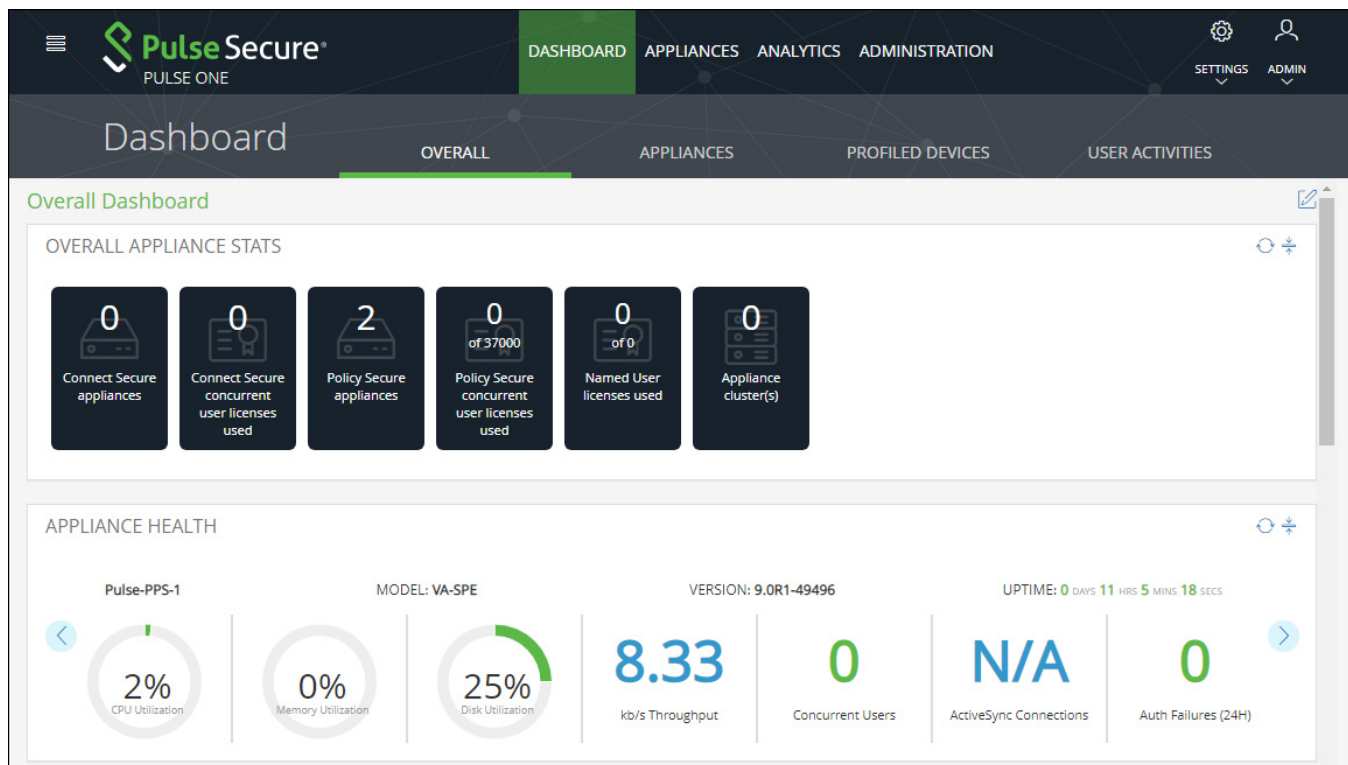 Pulse Secure®
PULSE ONE
DASHBOARD APPLIANCES ANALYTICS ADMINISTRATION
SETTINGS ADMIN
Dashboard
OVERALL APPLIANCES PROFILED DEVICES USER ACTIVITIES
Overall Dashboard
OVERALL APPLIANCE STATS
0
Connect Secure
appliances
0
Connect Secure
concurrent
user licenses
used
2
Policy Secure
appliances
0
of 37000
Policy Secure
concurrent
user licenses
used
0
of 0
Named User
licenses used
0
Appliance
cluster(s)
APPLIANCE HEALTH
Pulse-PPS-1 MODEL: VA-SPE VERSION: 9.0R1-49496 UPTIME: 0 DAYS 11 HRS 5 MINS 18 SECS
2%
CPU Utilization
0%
Memory Utilization
25%
Disk Utilization
8.33
kb/s Throughput
0
Concurrent Users
N/A
ActiveSync Connections
0
Auth Failures (24H)